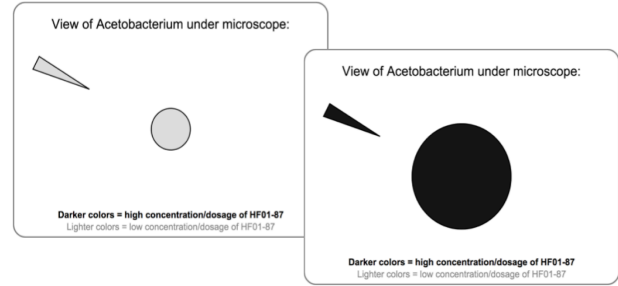 View of Acetobacterium under microscope:
Darker colors = high concentration/dosage of HF01-87
Lighter colors = low concentration/dosage of HF01-87
View of Acetobacterium under microscope:
Darker colors = high concentration/dosage of HF01-87
Lighter colors = low concentration/dosage of HF01-87